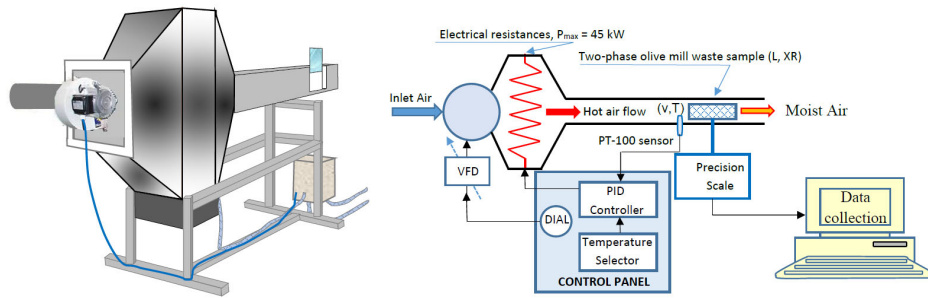 Electrical resistances, Pmax = 45 kW
Two-phase olive mill waste sample (L, XR)
Inlet Air
Hot air flow
(v,T)
Moist Air
PT-100 sensor
VFD
Precision
Scale
PID
Controller
DIAL
Data
collection
Temperature
Selector
CONTROL PANEL